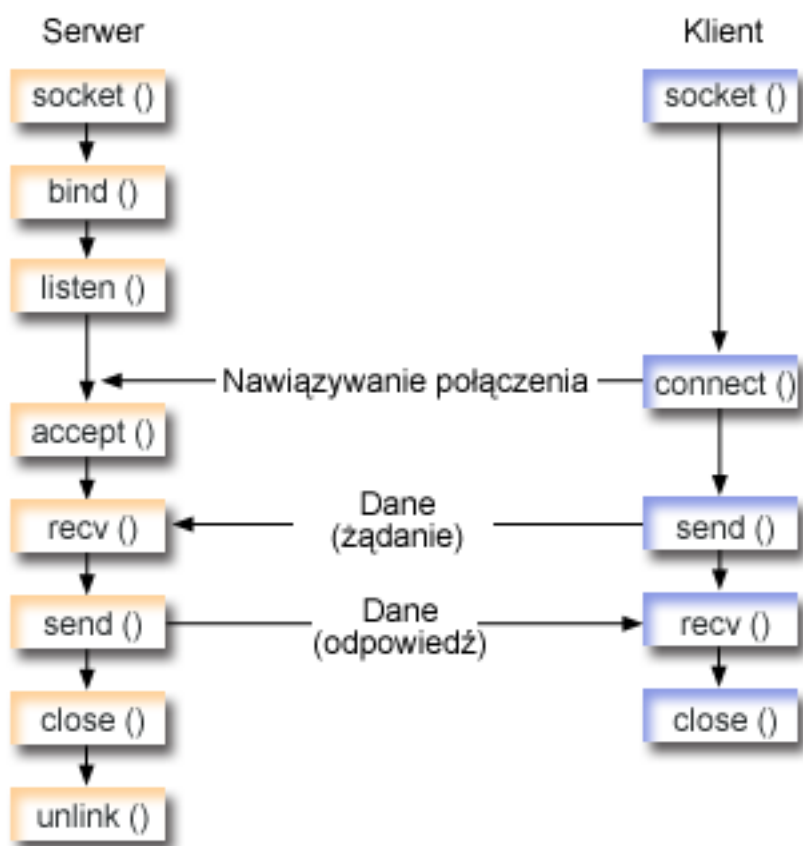 Serwer
Klient
socket ()
socket ()
bind ()
listen ()
Nawiązywanie połączenia
connect ()
accept ()
Dane
(żądanie)
recv ()
send ()
Dane
(odpowiedź)
send ()
recv ()
close ()
close ()
unlink ()